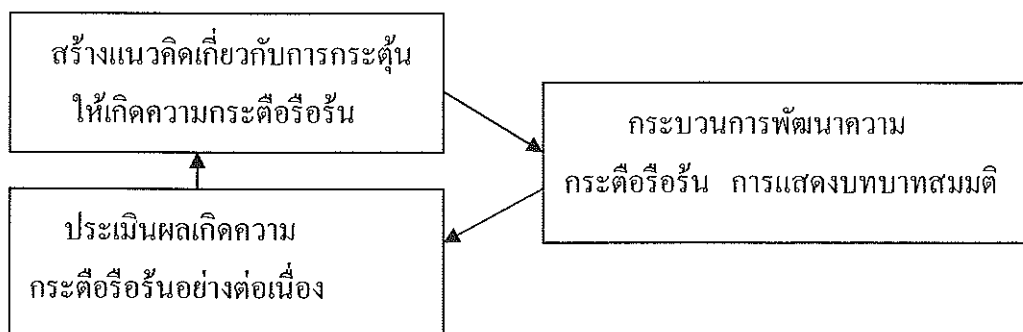 สร้างแนวคิดเกี่ยวกับการกระตุ้น
ให้เกิดความกระตือรือร้น
กระบวนการพัฒนาความ
กระตือรือร้น การแสดงบทบาทสมมติ
ประเมินผลเกิดความ
กระตือรือร้นอย่างต่อเนื่อง